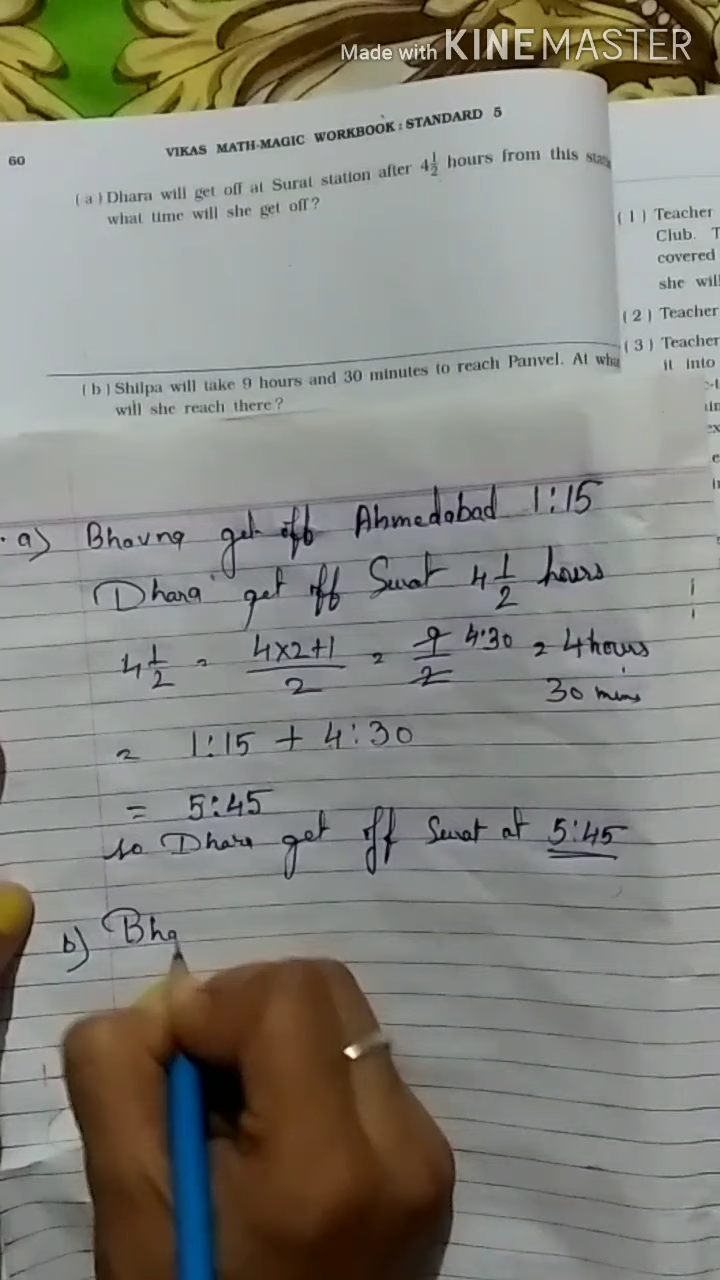 Made with KINEMASTER
60
VIKAS MATH-MAGIC WORKBOOK : STANDARD 5
( a ) Dhara will get off at Surat station after 4½ hours from this
what time will she get off ?
( b ) Shilpa will take 9 hours and 30 minutes to reach Panvel. At
will she reach there ?
( 1 ) Teacher
Club.
covered
she
( 2 ) Teacher
( 3 ) Teacher
it into
a) Bhavna get off Ahmedabad 1:15
Dhara get off Surat 4 1/2 hours
4 1/2 = 4×2+1/2 = 9/2 4.30 = 4 hours
30 mins
= 1:15 + 4:30
= 5:45
so Dhara get off Surat at 5:45
b) Bha